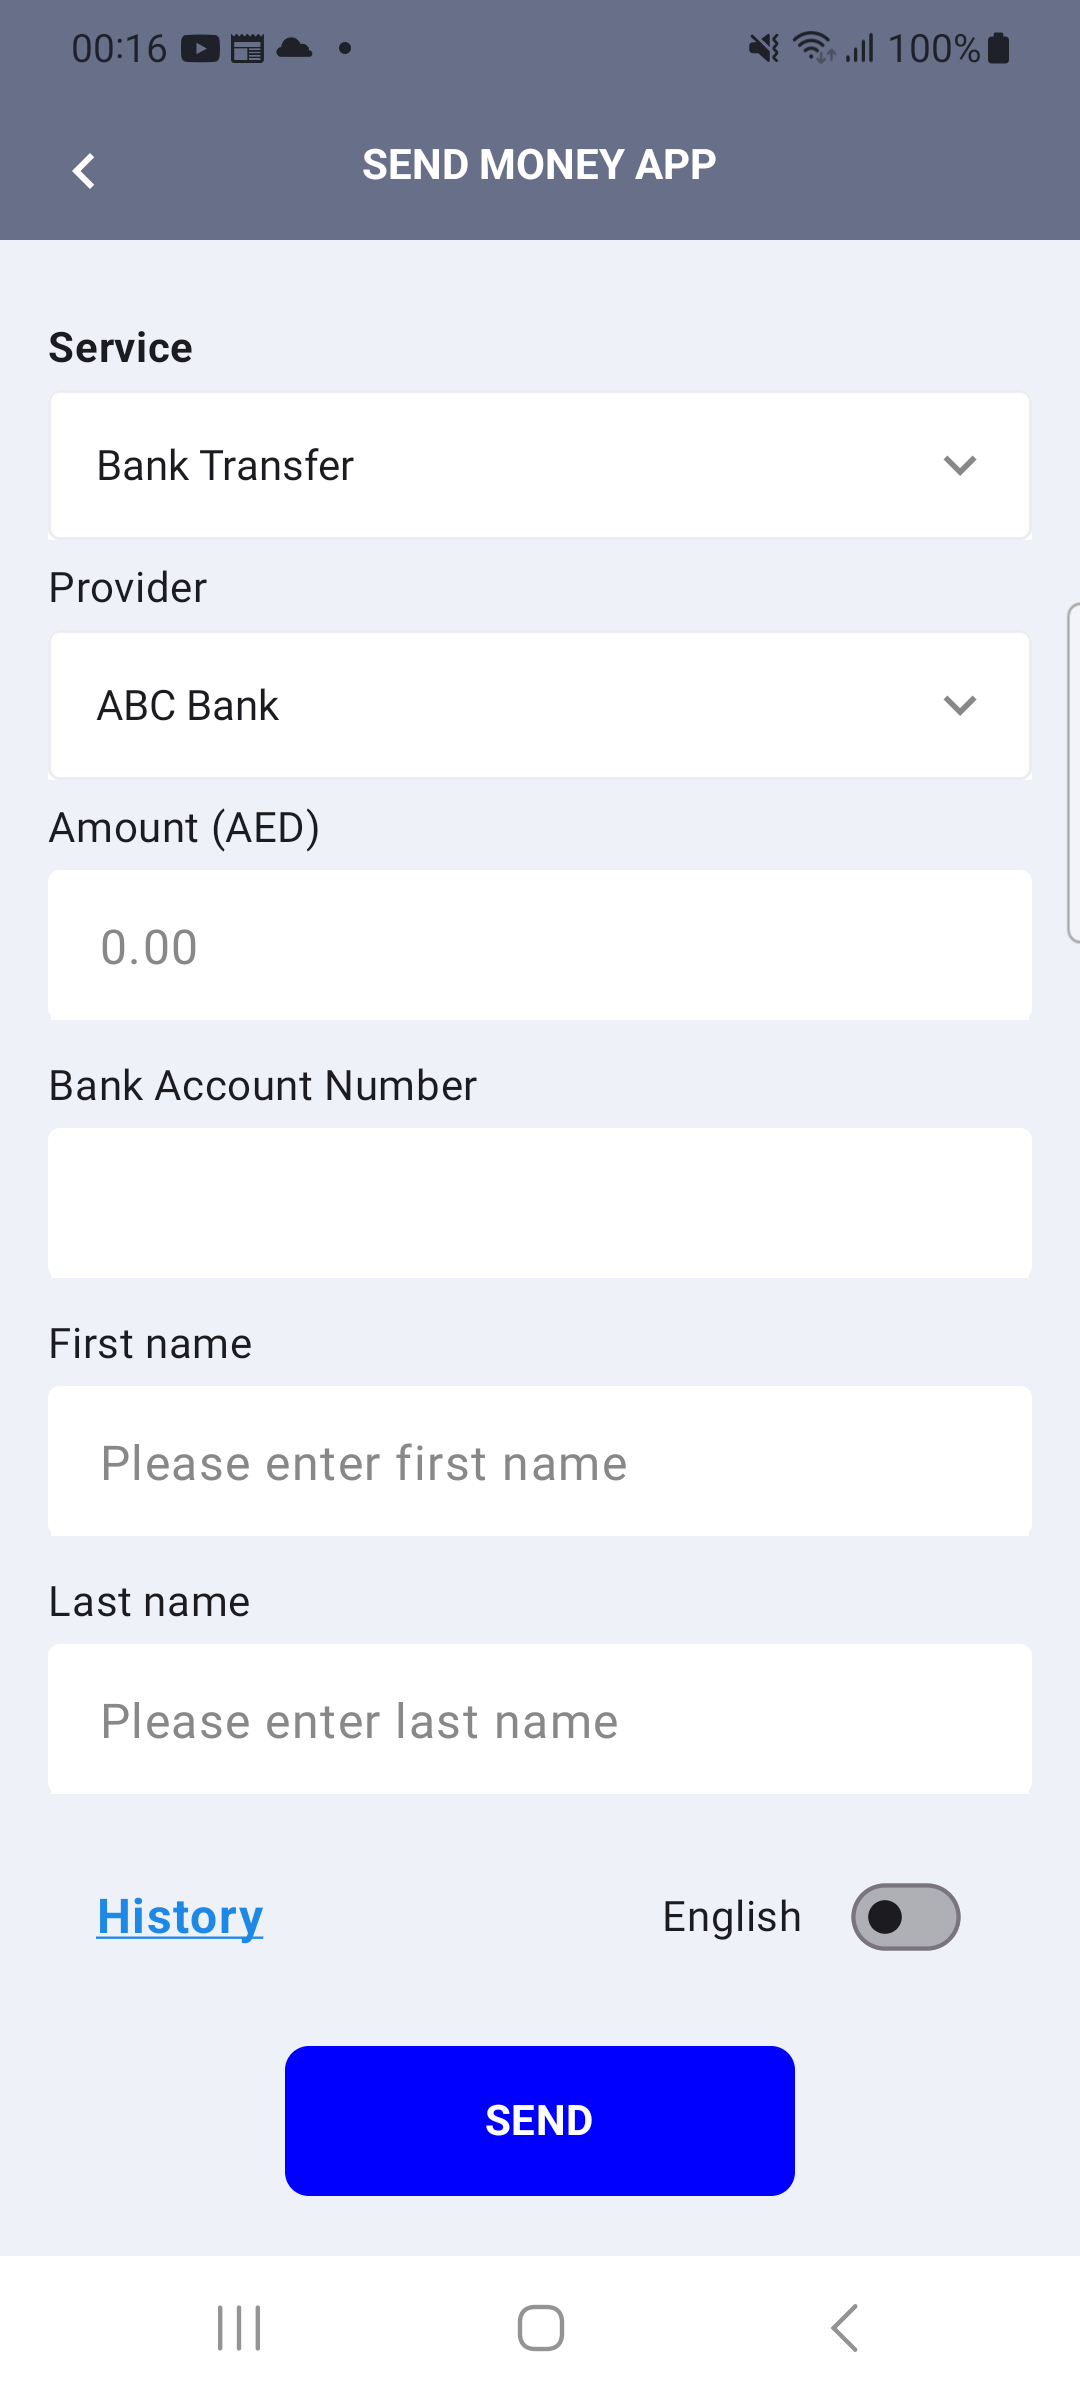 00:16
100%
SEND MONEY APP
Service
Bank Transfer
Provider
ABC Bank
Amount (AED)
0.00
Bank Account Number
First name
Please enter first name
Last name
Please enter last name
History
English
SEND